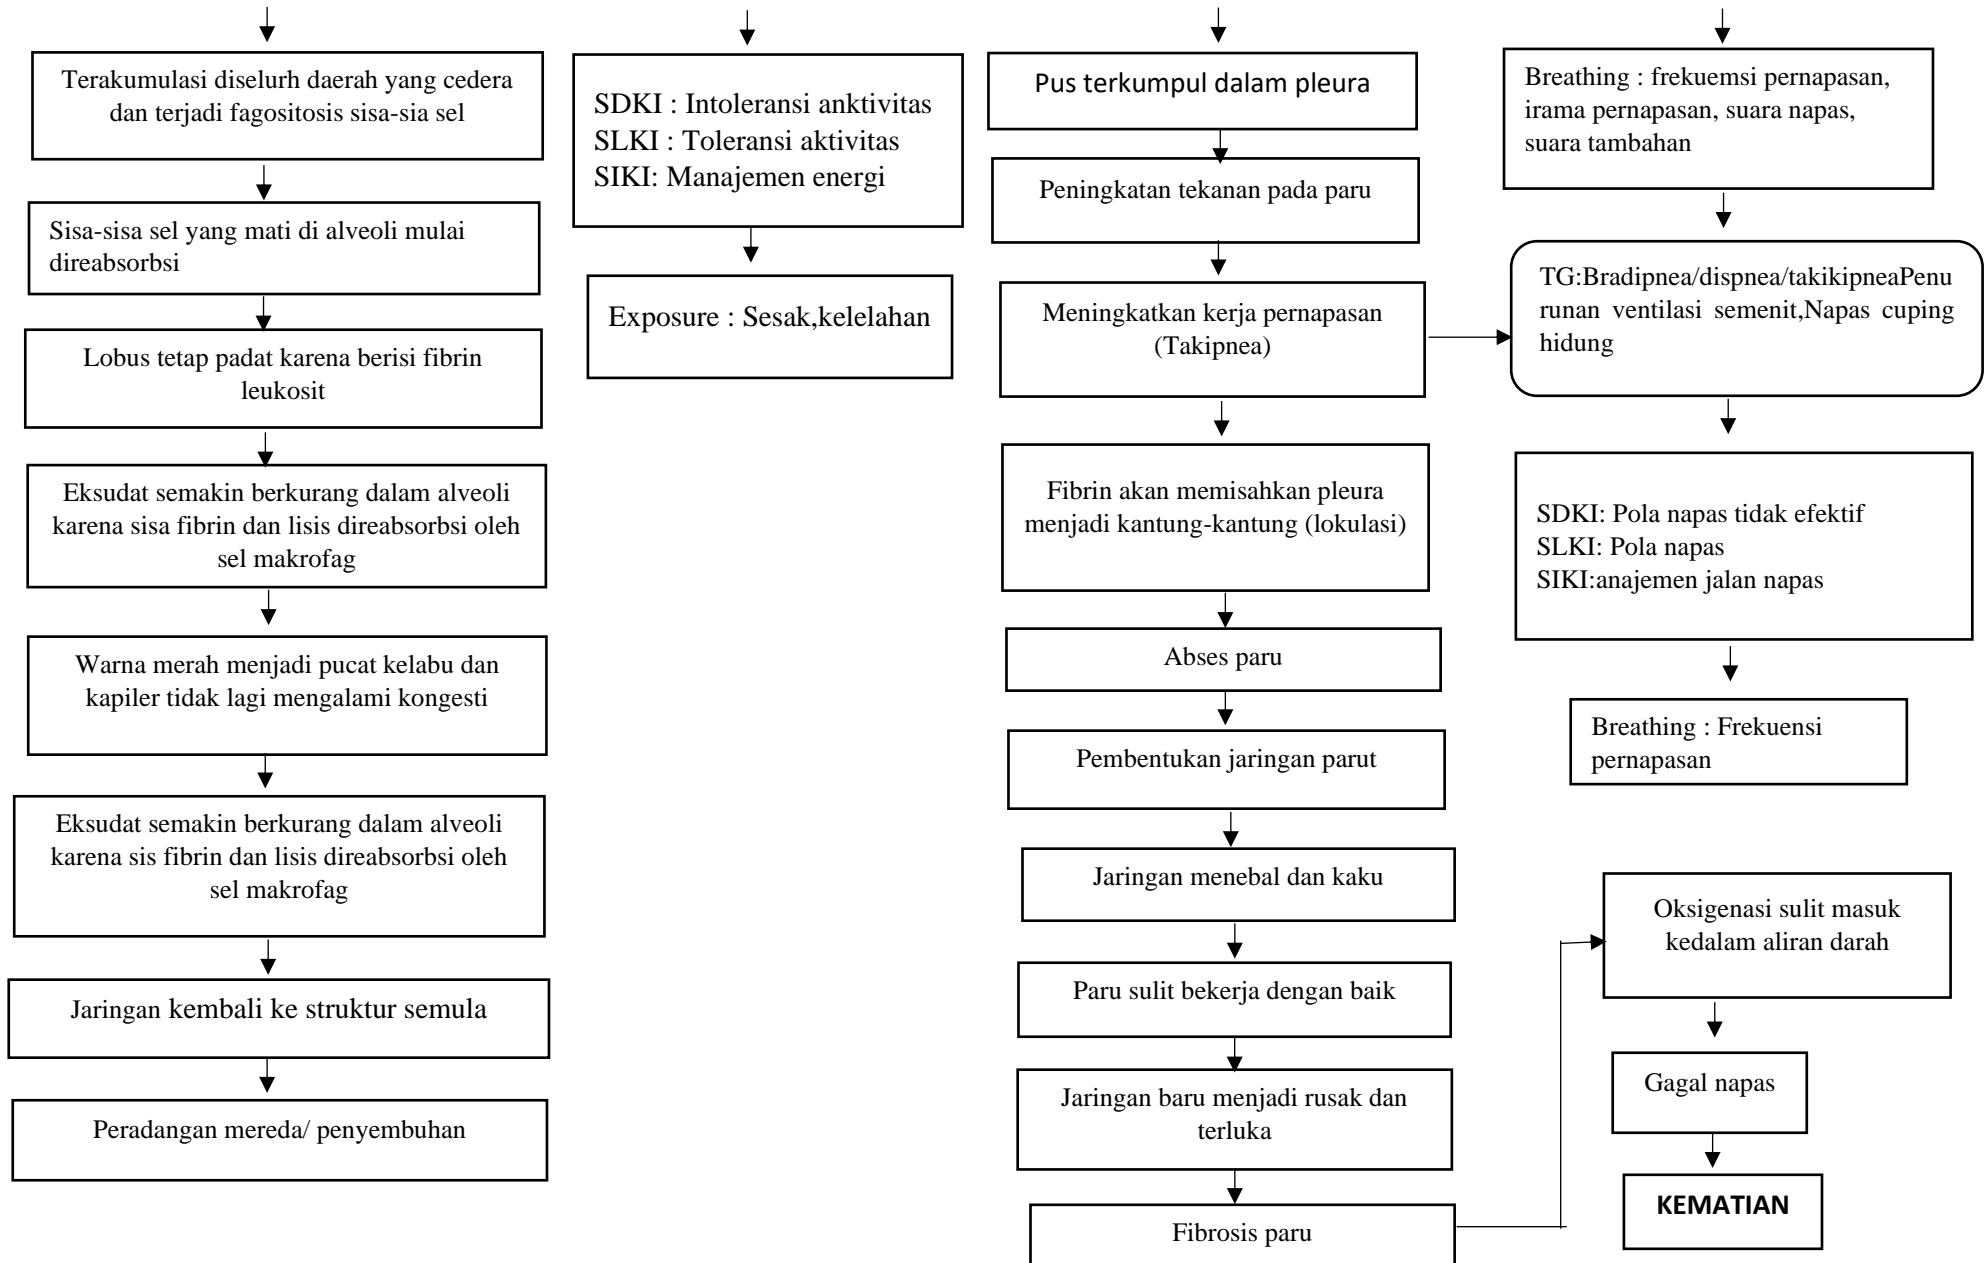 Terakumulasi diselurh daerah yang cedera
dan terjadi fagositosis sisa-sia sel
Sisa-sisa sel yang mati di alveoli mulai
direabsorbsi
Lobus tetap padat karena berisi fibrin
leukosit
Eksudat semakin berkurang dalam alveoli
karena sisa fibrin dan lisis direabsorbsi oleh
sel makrofag
Warna merah menjadi pucat kelabu dan
kapiler tidak lagi mengalami kongesti
Eksudat semakin berkurang dalam alveoli
karena sis fibrin dan lisis direabsorbsi oleh
sel makrofag
Jaringan kembali ke struktur semula
Peradangan mereda/ penyembuhan
SDKI : Intoleransi anktivitas
SLKI : Toleransi aktivitas
SIKI: Manajemen energi
Exposure : Sesak,kelelahan
Pus terkumpul dalam pleura
Peningkatan tekanan pada paru
Meningkatkan kerja pernapasan
(Takipnea)
Fibrin akan memisahkan pleura
menjadi kantung-kantung (lokulasi)
Abses paru
Pembentukan jaringan parut
Jaringan menebal dan kaku
Paru sulit bekerja dengan baik
Jaringan baru menjadi rusak dan
terluka
Fibrosis paru
Breathing : frekuemsi pernapasan,
irama pernapasan, suara napas,
suara tambahan
TG:Bradipnea/dispnea/takikipneaPenu
runan ventilasi semenit,Napas cuping
hidung
SDKI: Pola napas tidak efektif
SLKI: Pola napas
SIKI:anajemen jalan napas
Breathing : Frekuensi
pernapasan
Oksigenasi sulit masuk
kedalam aliran darah
Gagal napas
KEMATIAN